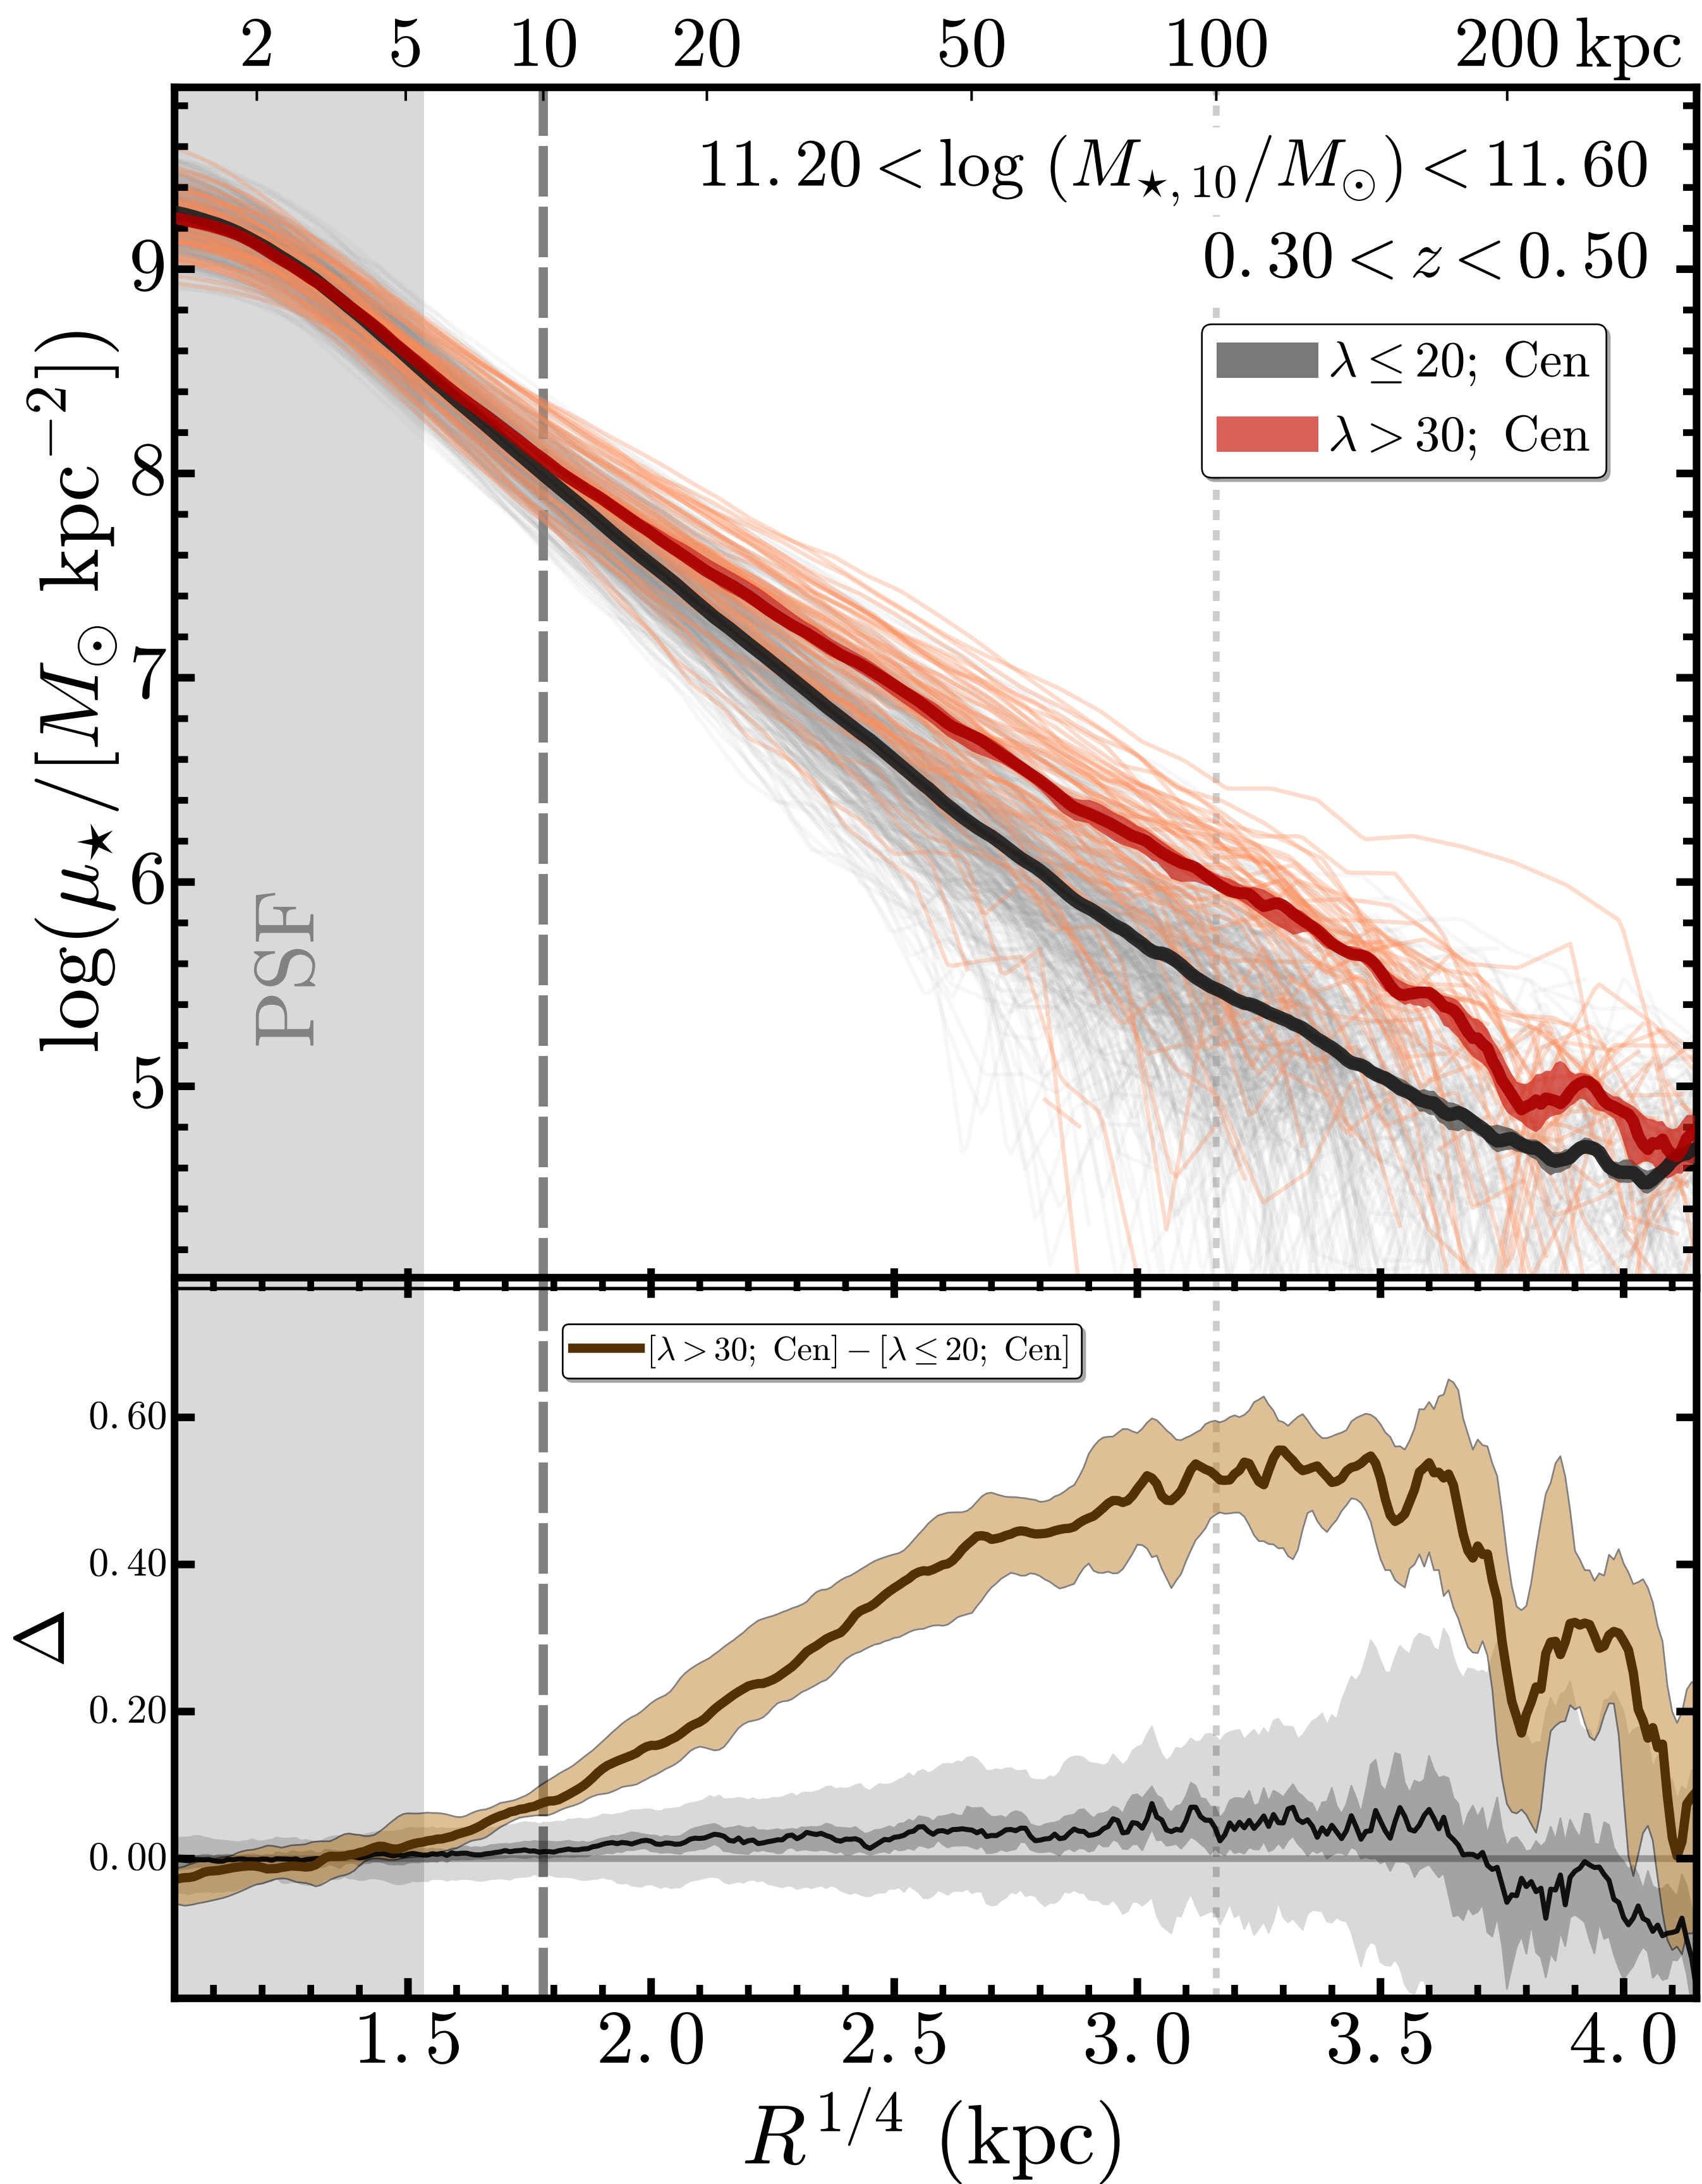 2 5 10 20 50 100 200 kpc
11.20 < log (M⋆,10/M⊙) < 11.60
0.30 < z < 0.50
λ ≤ 20; Cen
λ > 30; Cen
log(μ⋆/[M⊙ kpc−2])
9
8
7
6
5
PSF
[λ > 30; Cen] − [λ ≤ 20; Cen]
Δ
0.60
0.40
0.20
0.00
1.5 2.0 2.5 3.0 3.5 4.0
R1/4 (kpc)